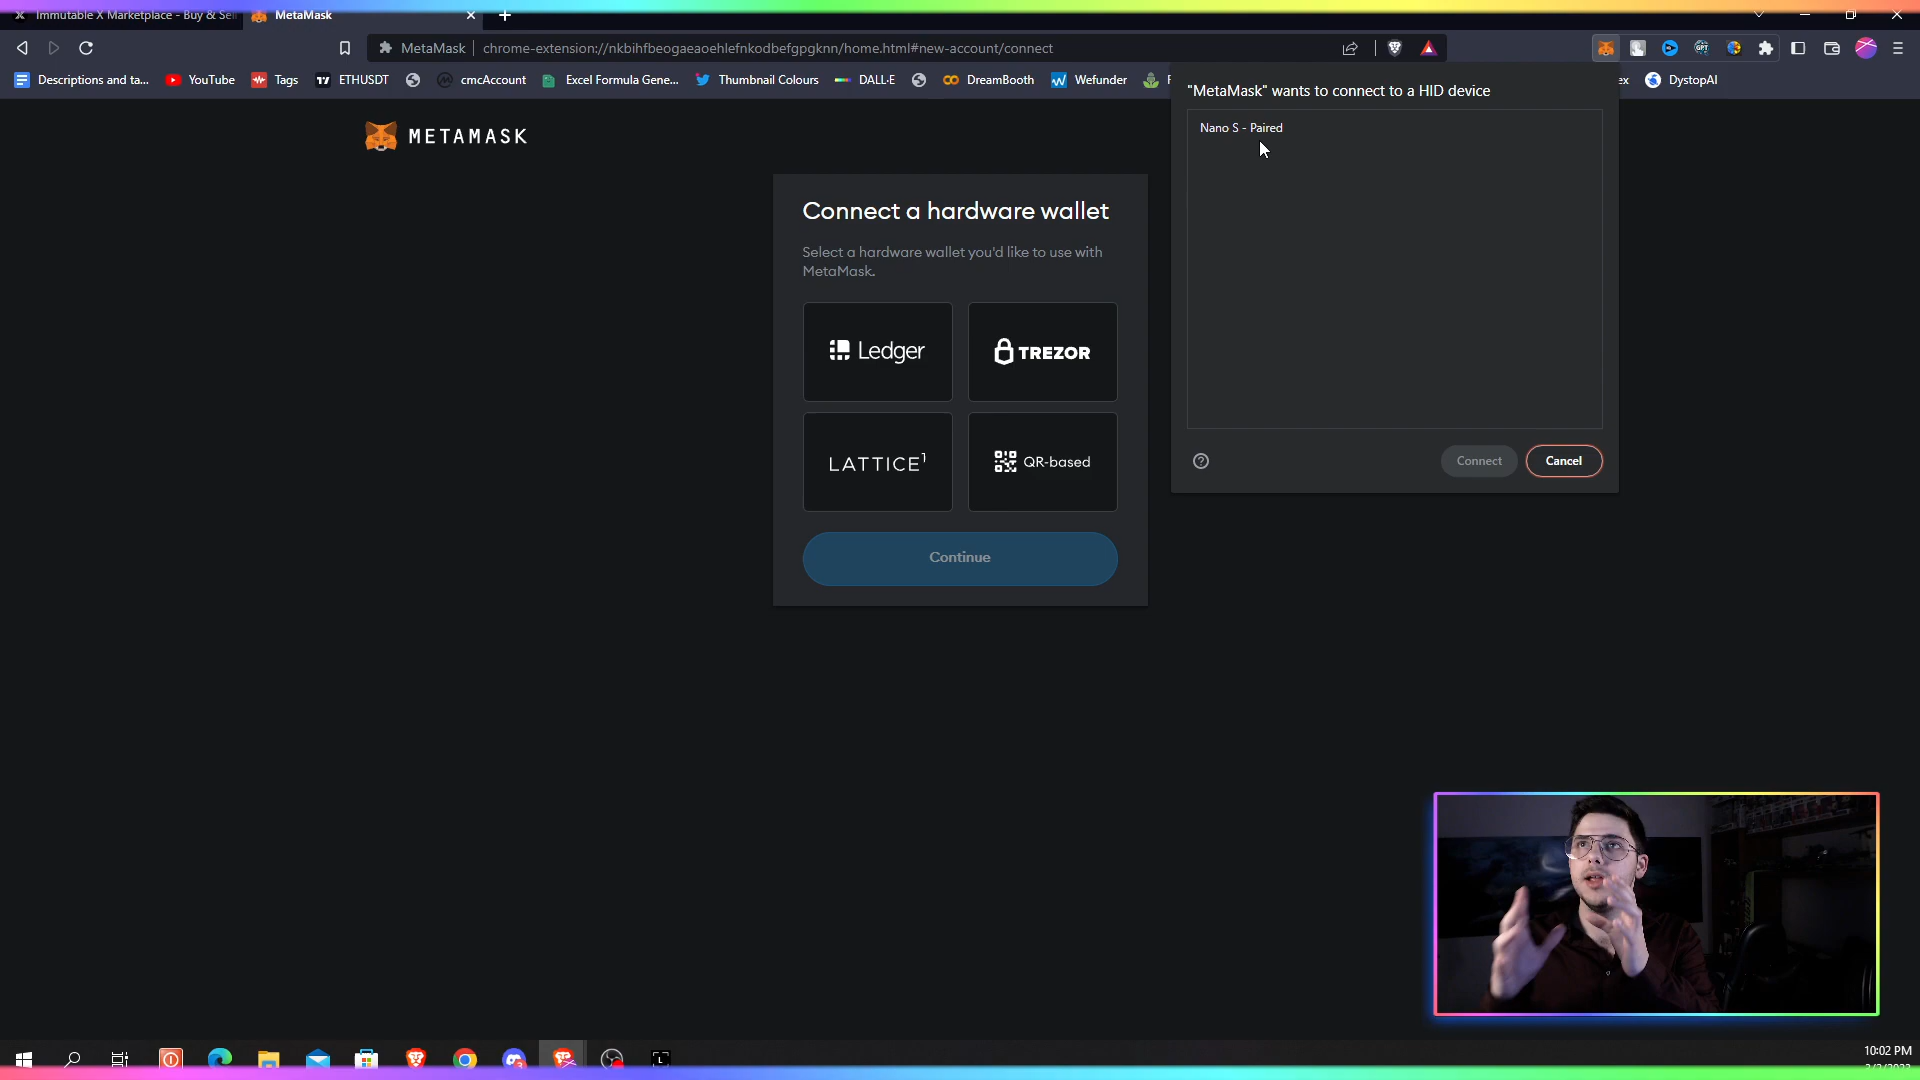 Immutable X Marketplace - Buy & Sell
MetaMask
MetaMask
chrome-extension://nkbihfbeogaeaoehlefnkodbefgpgknn/home.html#new-account/connect
GPT
Descriptions and ta...
YouTube
Tags
ETHUSDT
cmcAccount
Excel Formula Gene...
Thumbnail Colours
DALL·E
DreamBooth
Wefunder
ex
DystopAI
METAMASK
"MetaMask" wants to connect to a HID device
Nano S - Paired
Connect
Cancel
Connect a hardware wallet
Select a hardware wallet you'd like to use with
MetaMask.
Ledger
TREZOR
LATTICE1
QR-based
Continue
10:02 PM